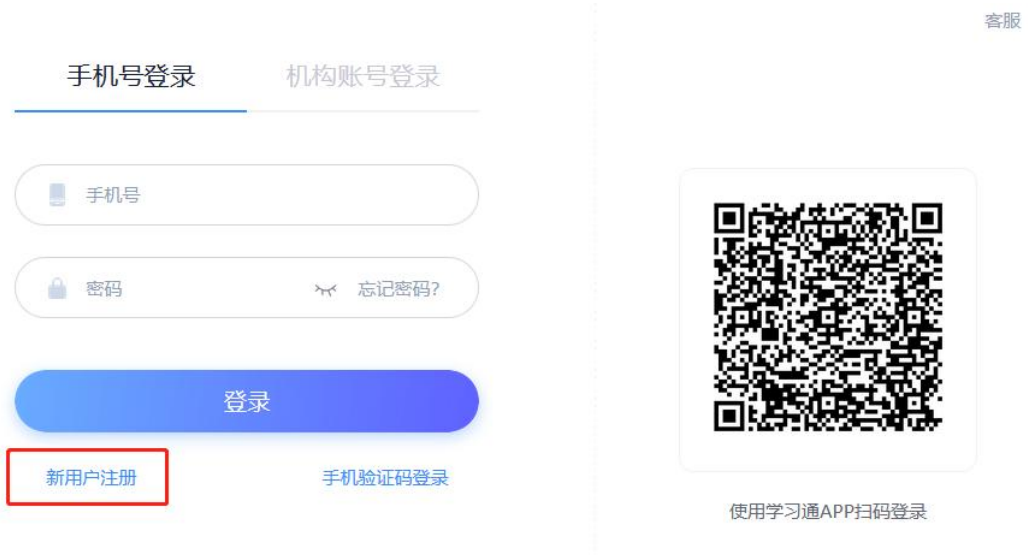 客服
手机号登录
机构账号登录
手机号
密码
忘记密码?
登录
新用户注册
手机验证码登录
使用学习通APP扫码登录